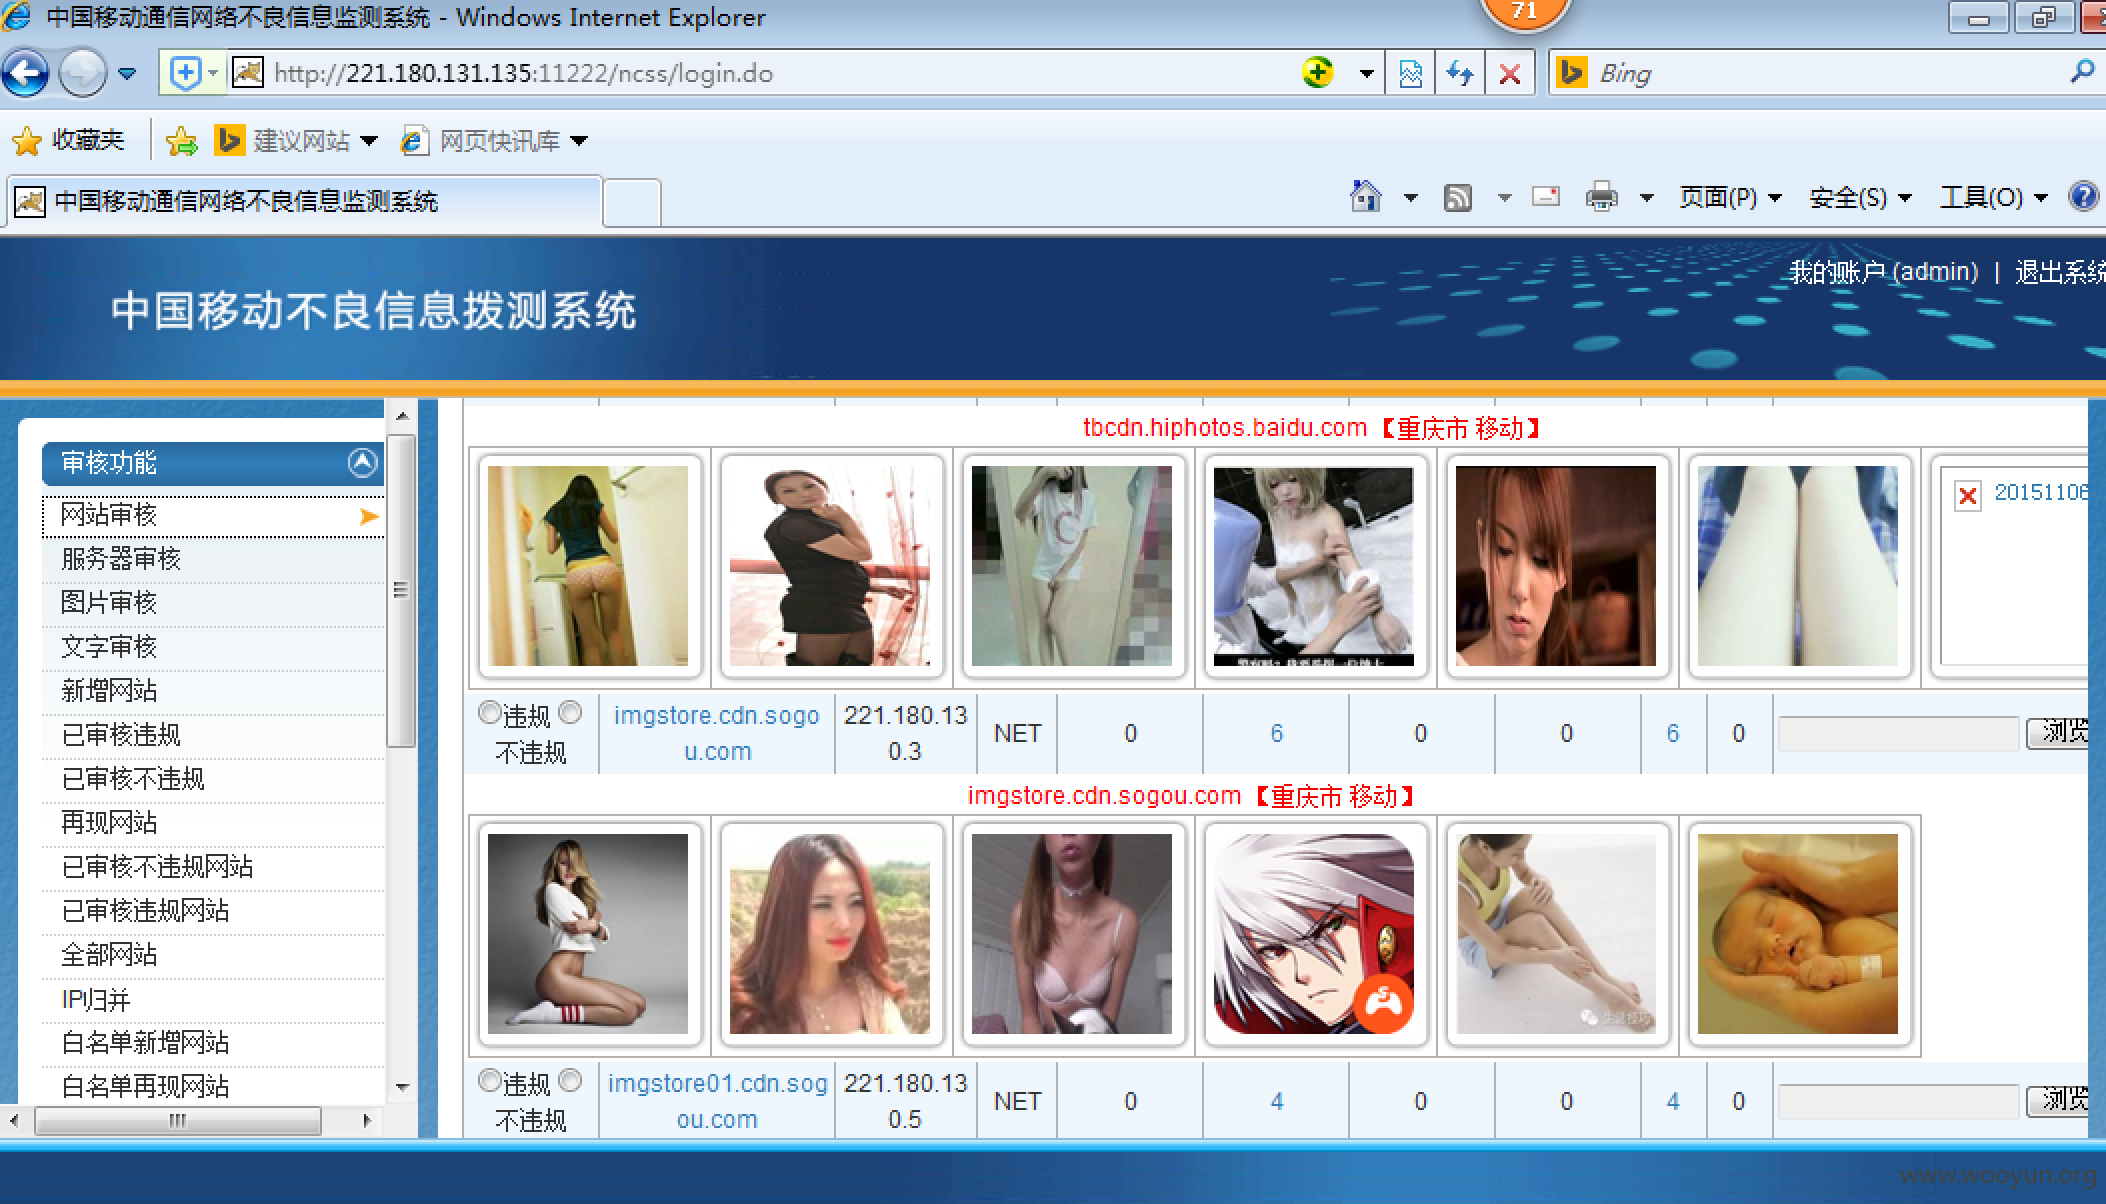 中国移动通信网络不良信息监测系统 - Windows Internet Explorer
71
http://221.180.131.135:11222/ncss/login.do
Bing
收藏夹
建议网站
网页快讯库
中国移动通信网络不良信息监测系统
页面(P)
安全(S)
工具(O)
我的账户 (admin) | 退出系统
中国移动不良信息拨测系统
审核功能
网站审核
服务器审核
图片审核
文字审核
新增网站
已审核违规
已审核不违规
再现网站
已审核不违规网站
已审核违规网站
全部网站
IP归并
白名单新增网站
白名单再现网站
tbcdn.hiphotos.baidu.com【重庆市 移动】
20151106
违规
不违规
imgstore.cdn.sogo
u.com
221.180.13
0.3
NET 0 6 0 0 6 0 浏览
imgstore.cdn.sogou.com【重庆市 移动】
生活技巧
违规
不违规
imgstore01.cdn.sog
ou.com
221.180.13
0.5
NET 0 4 0 0 4 0 浏览
www.wooyun.org